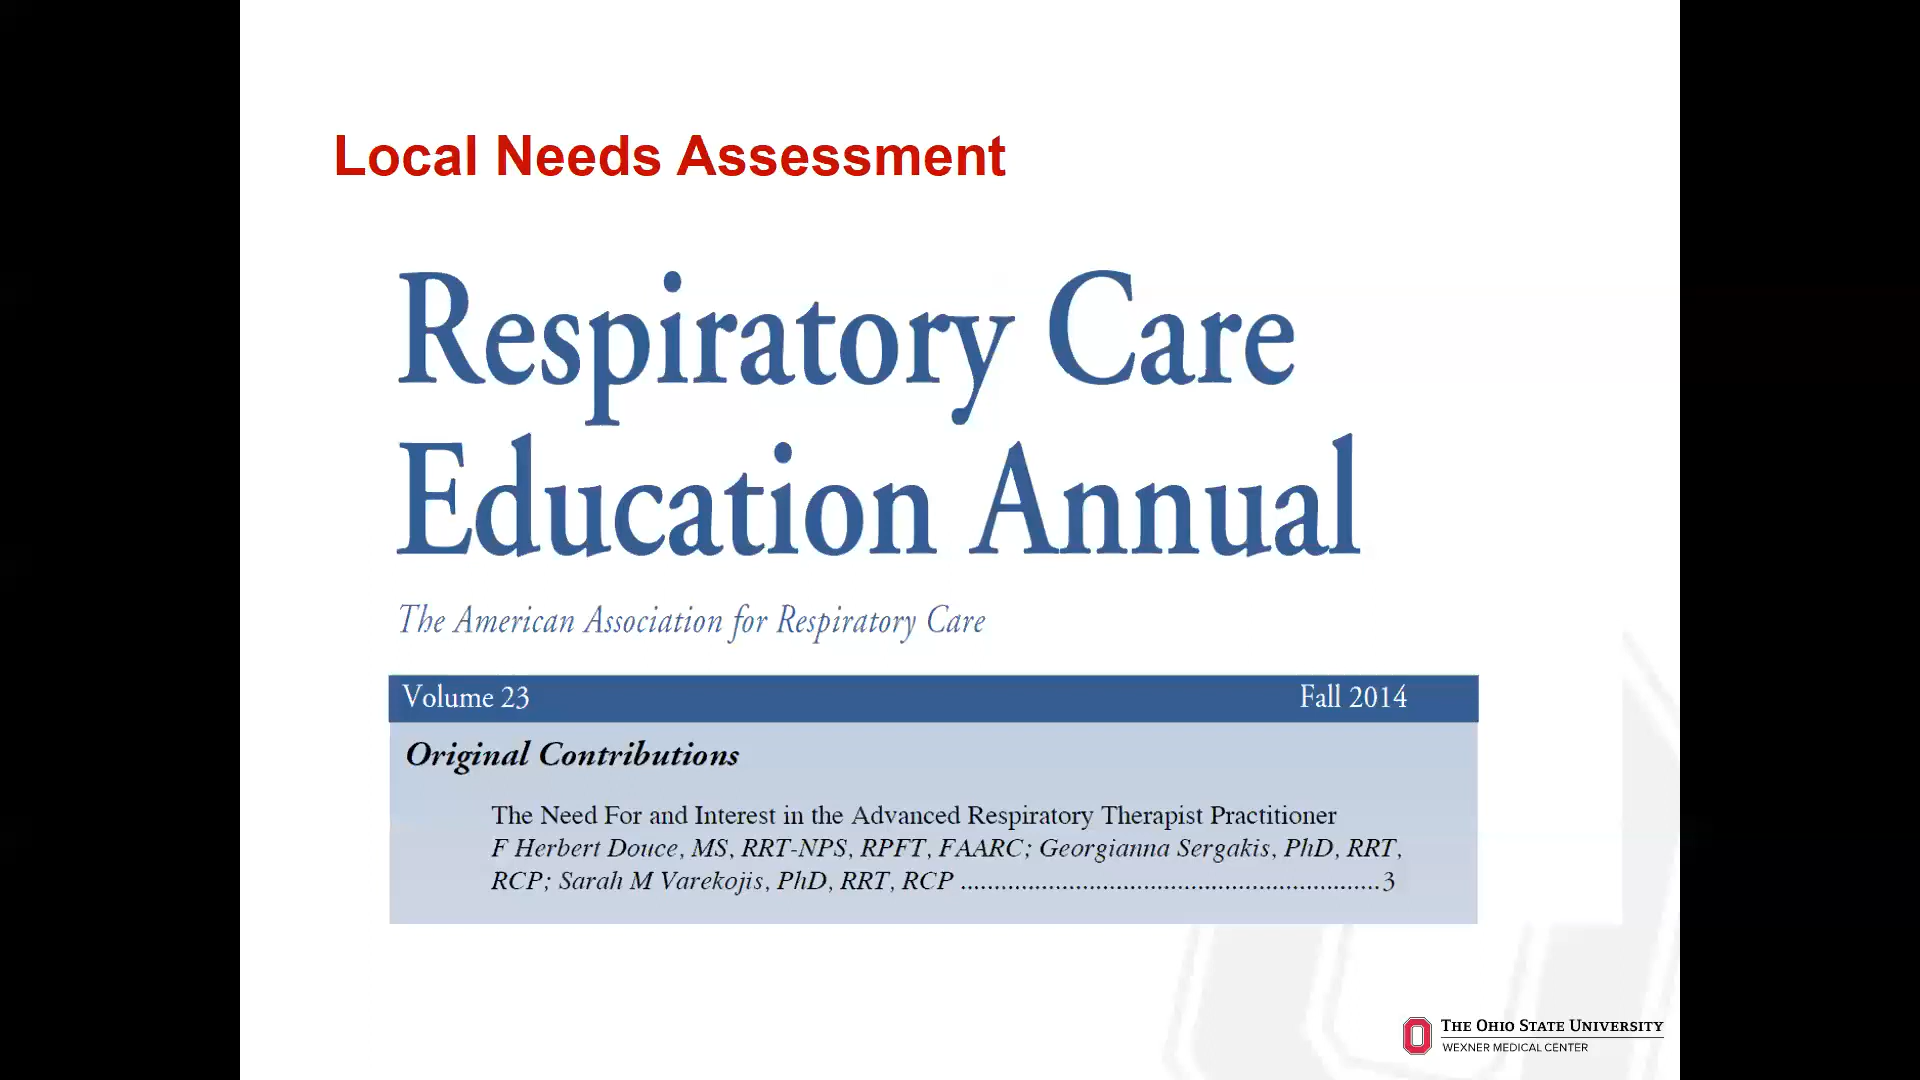 Local Needs Assessment
Respiratory Care
Education Annual
The American Association for Respiratory Care
Volume 23 Fall 2014
Original Contributions
The Need For and Interest in the Advanced Respiratory Therapist Practitioner
F Herbert Douce, MS, RRT-NPS, RPFT, FAARC; Georgianna Sergakis, PhD, RRT,
RCP; Sarah M Varekojis, PhD, RRT, RCP ................................................................3
THE OHIO STATE UNIVERSITY
WEXNER MEDICAL CENTER